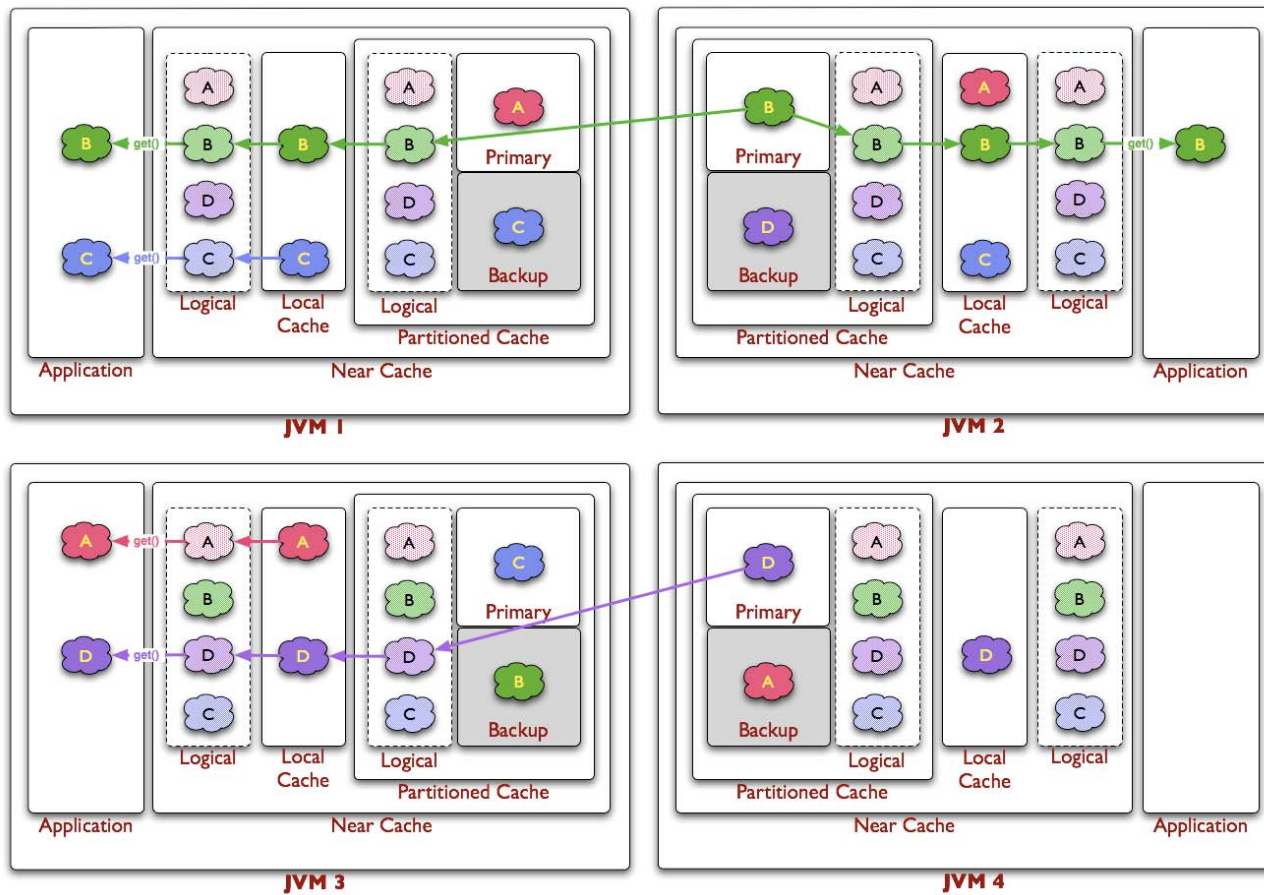 A A A
B get() B B B Primary
D D
C get() C C C C
Logical Local Cache Logical Backup
Partitioned Cache
Application Near Cache
JVM 1
A A A
B B B B get() B
Primary
D D D
C C C
Backup Logical Local Cache Logical
Partitioned Cache
Near Cache Application
JVM 2
A get() A A A C
B B Primary
D get() D D D
C C B
Logical Local Cache Logical Backup
Partitioned Cache
Application Near Cache
JVM 3
D A A
Primary B B
A D D D
Backup C C
Logical Local Cache Logical
Partitioned Cache
Near Cache Application
JVM 4